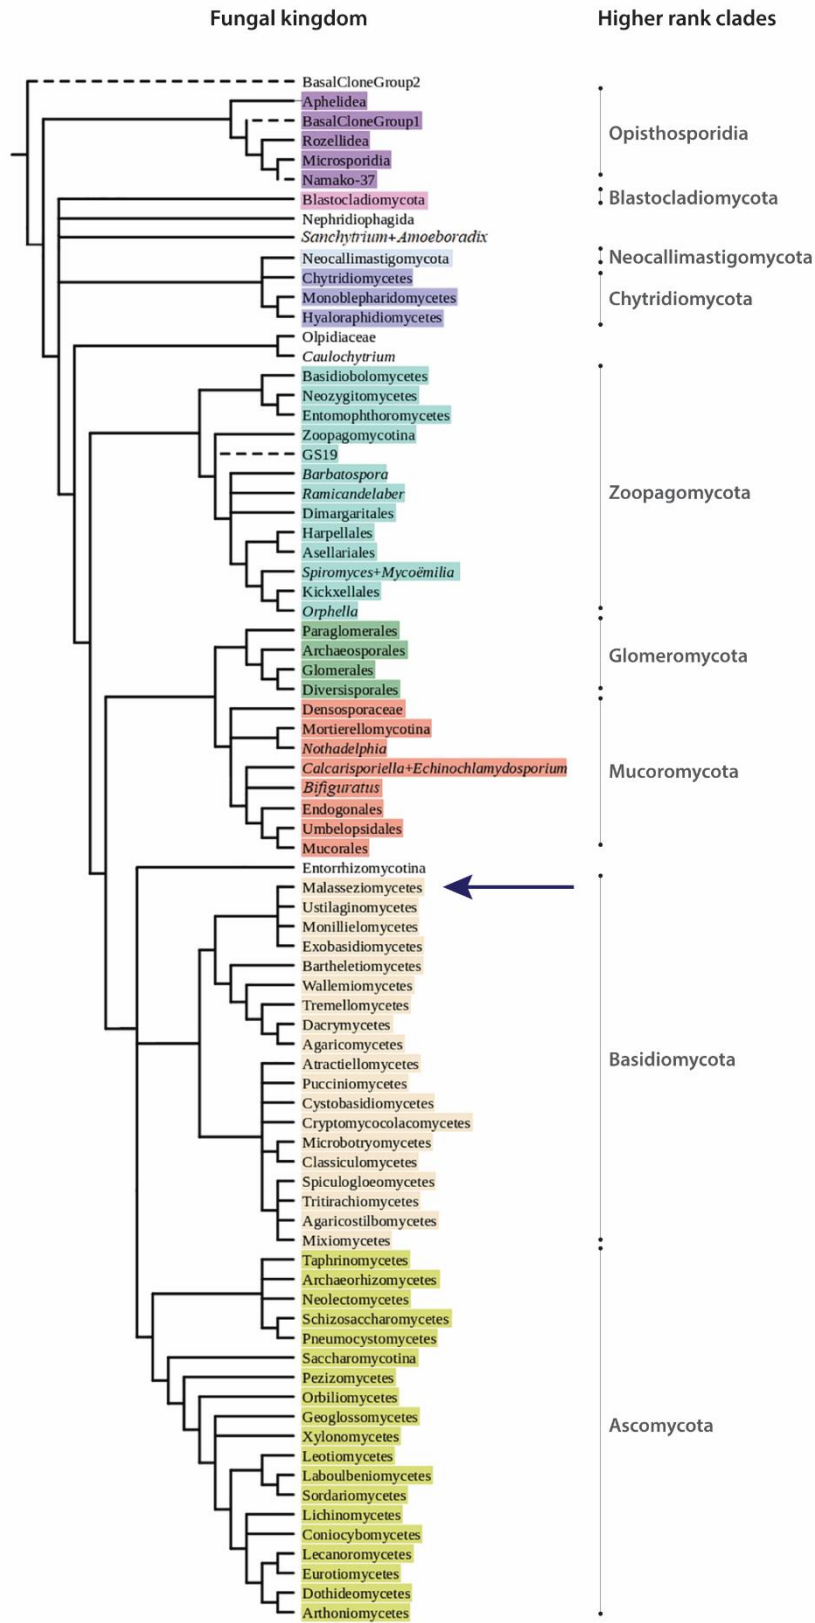 Fungal kingdom
Higher rank clades
BasalCloneGroup2
Aphelidea
BasalCloneGroup1
Rozellidea
Microsporidia
Namako-37
Opisthosporidia
Blastocladiomycota
Blastocladiomycota
Nephridiophagida
Sanchytrium+Amoeboradix
Neocallimastigomycota
Neocallimastigomycota
Chytridiomycetes
Monoblepharidomycetes
Hyaloraphidiomycetes
Chytridiomycota
Olpidiaceae
Caulochytrium
Basidiobolomycetes
Neozygitomycetes
Entomophthoromycetes
Zoopagomycotina
GS19
Barbatospora
Ramicandelaber
Dimargaritales
Harpellales
Asellariales
Spiromyces+Mycoëmilia
Kickxellales
Orphella
Zoopagomycota
Paraglomerales
Archaeosporales
Glomerales
Diversisporales
Glomeromycota
Densosporaceae
Mortierellomycotina
Nothadelphia
Calcarisporiella+Echinochlamydosporium
Bifiguratus
Endogonales
Umbelopsidales
Mucorales
Mucoromycota
Entorrhizomycotina
Malasseziomycetes
Ustilaginomycetes
Monillielomycetes
Exobasidiomycetes
Bartheletiomycetes
Wallemiomycetes
Tremellomycetes
Dacrymycetes
Agaricomycetes
Atractiellomycetes
Pucciniomycetes
Cystobasidiomycetes
Cryptomycocolacomycetes
Microbotryomycetes
Classiculomycetes
Spiculogloeomycetes
Tritirachiomycetes
Agaricostilbomycetes
Mixiomycetes
Basidiomycota
Taphrinomycetes
Archaeorhizomycetes
Neolectomycetes
Schizosaccharomycetes
Pneumocystomycetes
Saccharomycotina
Pezizomycetes
Orbiliomycetes
Geoglossomycetes
Xylonomycetes
Leotiomycetes
Laboulbeniomycetes
Sordariomycetes
Lichinomycetes
Coniocybomycetes
Lecanoromycetes
Eurotiomycetes
Dothideomycetes
Arthoniomycetes
Ascomycota